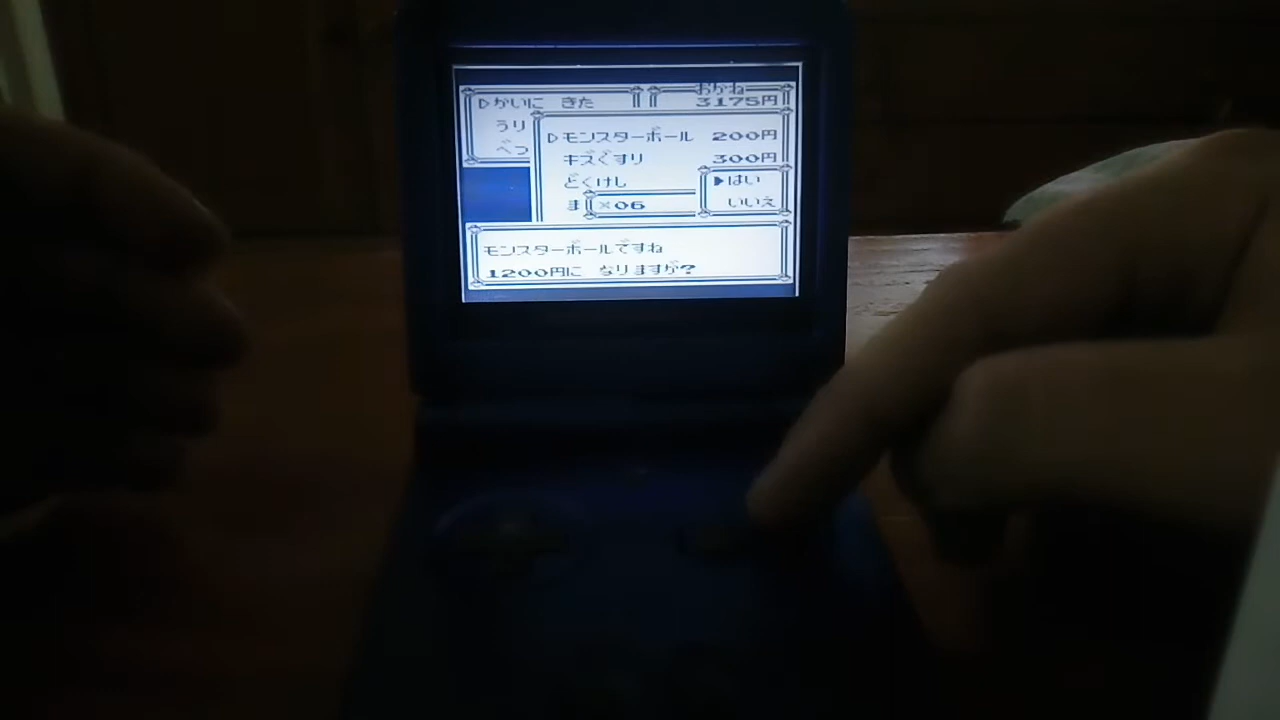 おかね
▷かいに きた
3175円
うり
べつ
▷モンスターボール 200円
キズぐすり 300円
どくけし
▶はい
ま
×06
いいえ
モンスターボールですね
1200円に なりますが?